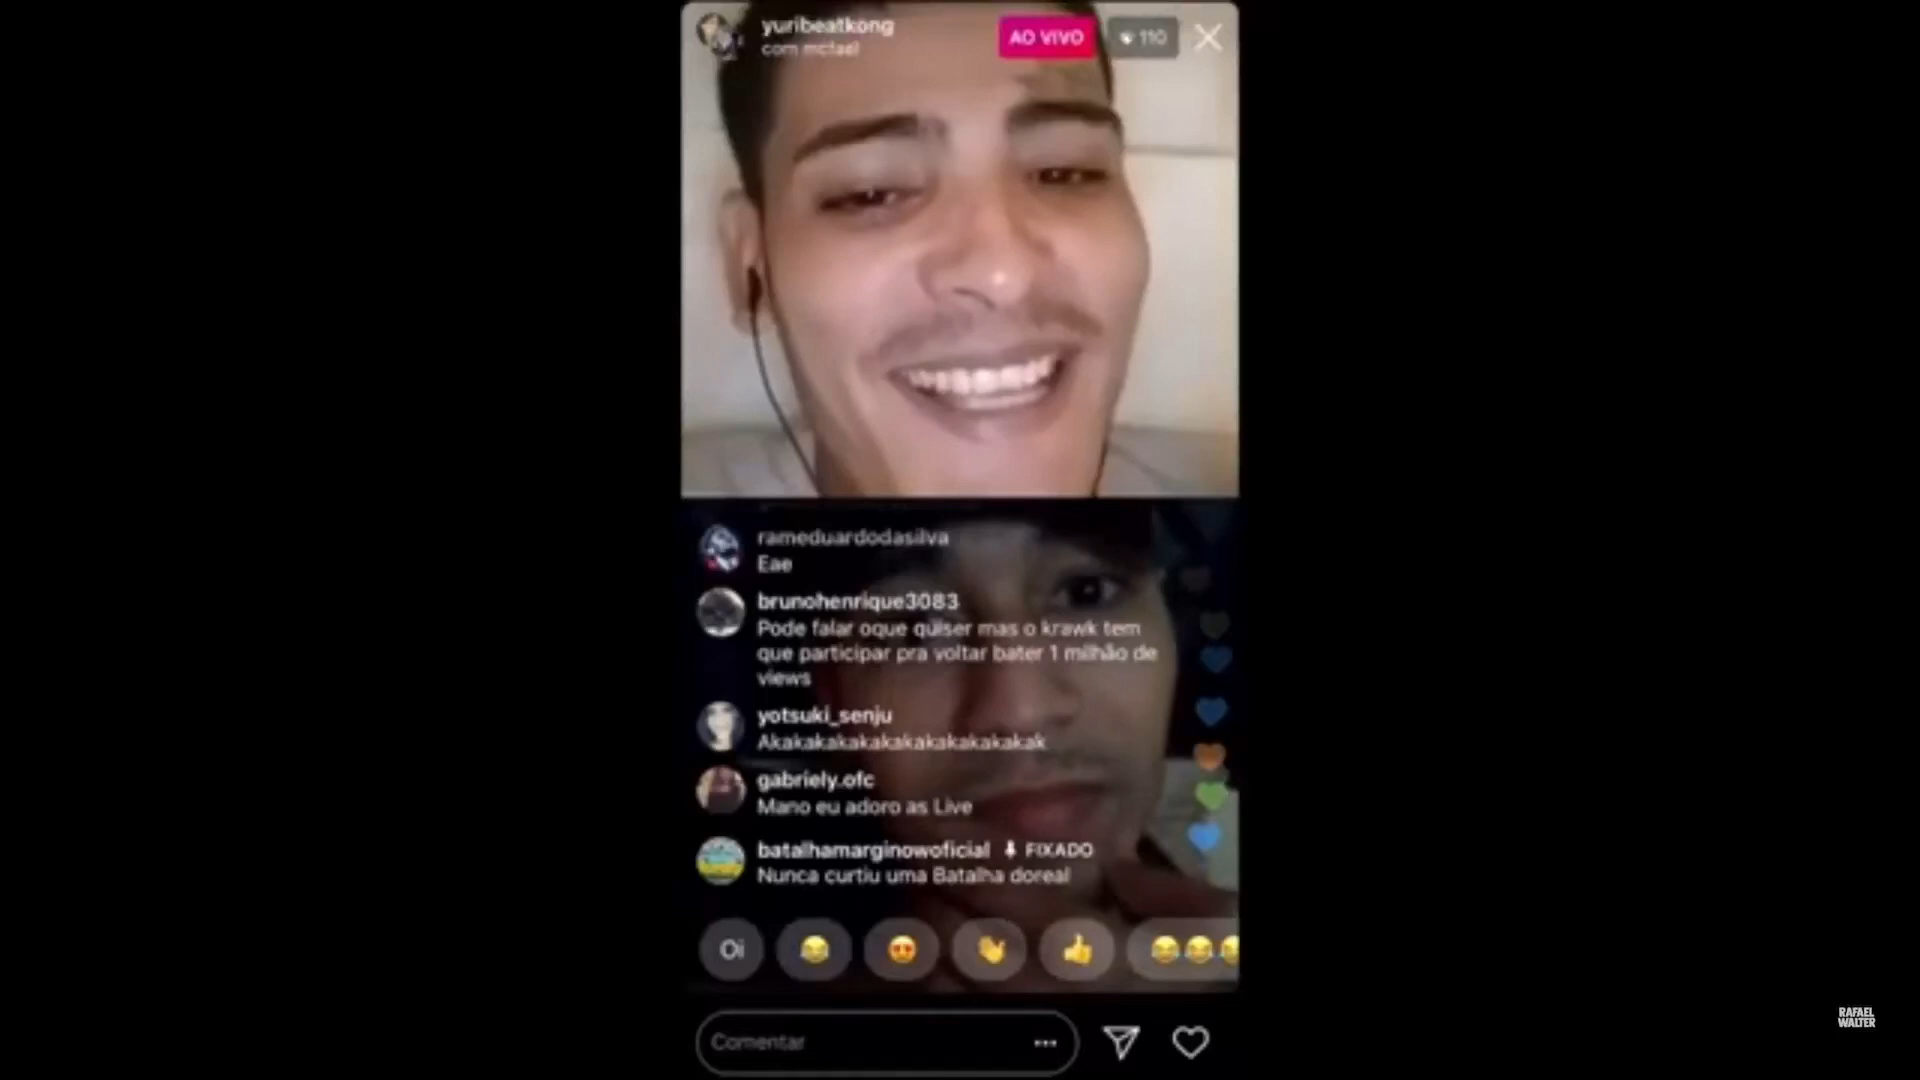 yuribeatkong
com mcfael
AO VIVO
110
rameduardodasilva
Eae
brunohenrique3083
Pode falar oque quiser mas o krawk tem
que participar pra voltar bater 1 milhão de
views
yotsuki_senju
Akakakakakakakakakakakak
gabriely.ofc
Mano eu adoro as Live
batalhamarginowoficial FIXADO
Nunca curtiu uma Batalha doreal
Oi
Comentar
RAFAEL
WALTER